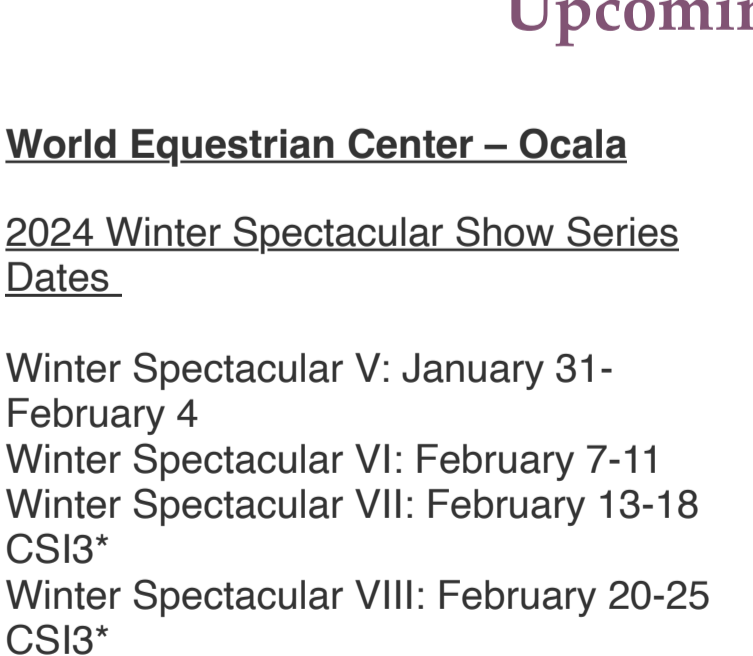 World Equestrian Center – Ocala
2024 Winter Spectacular Show Series
Dates
Winter Spectacular V: January 31-
February 4
Winter Spectacular VI: February 7-11
Winter Spectacular VII: February 13-18
CSI3*
Winter Spectacular VIII: February 20-25
CSI3*